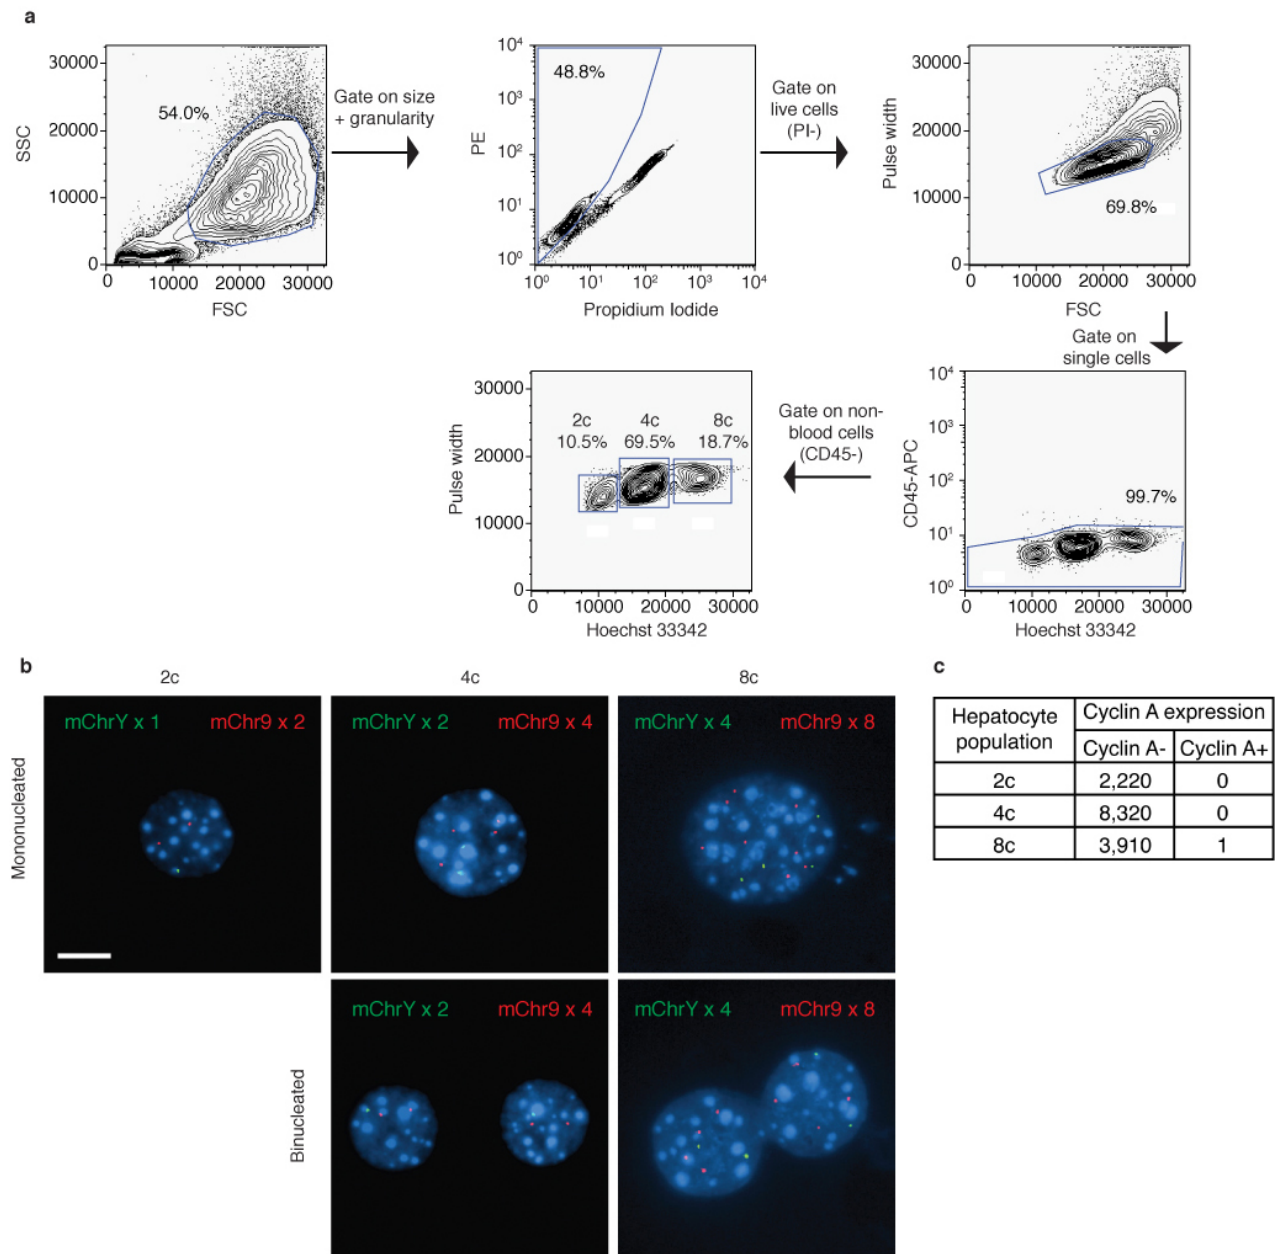 a
30000
20000
10000
0
SSC
54.0%
0 10000 20000 30000
FSC
Gate on size
+ granularity
10⁴
10³
10²
10¹
10⁰
PE
48.8%
10⁰ 10¹ 10² 10³ 10⁴
Propidium Iodide
Gate on
live cells
(PI-)
30000
20000
10000
0
Pulse width
69.8%
0 10000 20000 30000
FSC
Gate on
single cells
10⁴
10³
10²
10¹
10⁰
CD45-APC
99.7%
0 10000 20000 30000
Hoechst 33342
Gate on non-
blood cells
(CD45-)
30000
20000
10000
0
Pulse width
2c 4c 8c
10.5% 69.5% 18.7%
0 10000 20000 30000
Hoechst 33342
b
2c 4c 8c
Mononucleated
mChrY x 1 mChr9 x 2
mChrY x 2 mChr9 x 4
mChrY x 4 mChr9 x 8
Binucleated
mChrY x 2 mChr9 x 4
mChrY x 4 mChr9 x 8
c
Hepatocyte
population
Cyclin A expression
Cyclin A- Cyclin A+
2c 2,220 0
4c 8,320 0
8c 3,910 1